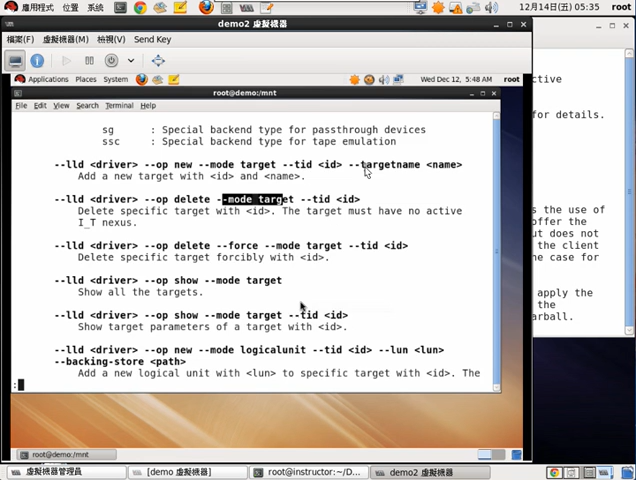 應用程式 位置 系統 12月14日(五) 05:35 root
demo2 虛擬機器
檔案(F) 虛擬機器(M) 檢視(V) Send Key
Applications Places System Wed Dec 12, 5:48 AM root
root@demo:/mnt
File Edit View Search Terminal Help
sg : Special backend type for passthrough devices
ssc : Special backend type for tape emulation
--lld <driver> --op new --mode target --tid <id> --targetname <name>
Add a new target with <id> and <name>.
--lld <driver> --op delete --mode target --tid <id>
Delete specific target with <id>. The target must have no active
I_T nexus.
--lld <driver> --op delete --force --mode target --tid <id>
Delete specific target forcibly with <id>.
--lld <driver> --op show --mode target
Show all the targets.
--lld <driver> --op show --mode target --tid <id>
Show target parameters of a target with <id>.
--lld <driver> --op new --mode logicalunit --tid <id> --lun <lun>
--backing-store <path>
Add a new logical unit with <lun> to specific target with <id>. The
:
ctive
for details.
s the use of
offer the
ut does not
the client
he case for
apply the
arball.
root@demo:/mnt
虛擬機器管理員 [demo 虛擬機器] root@instructor:~/D... demo2 虛擬機器